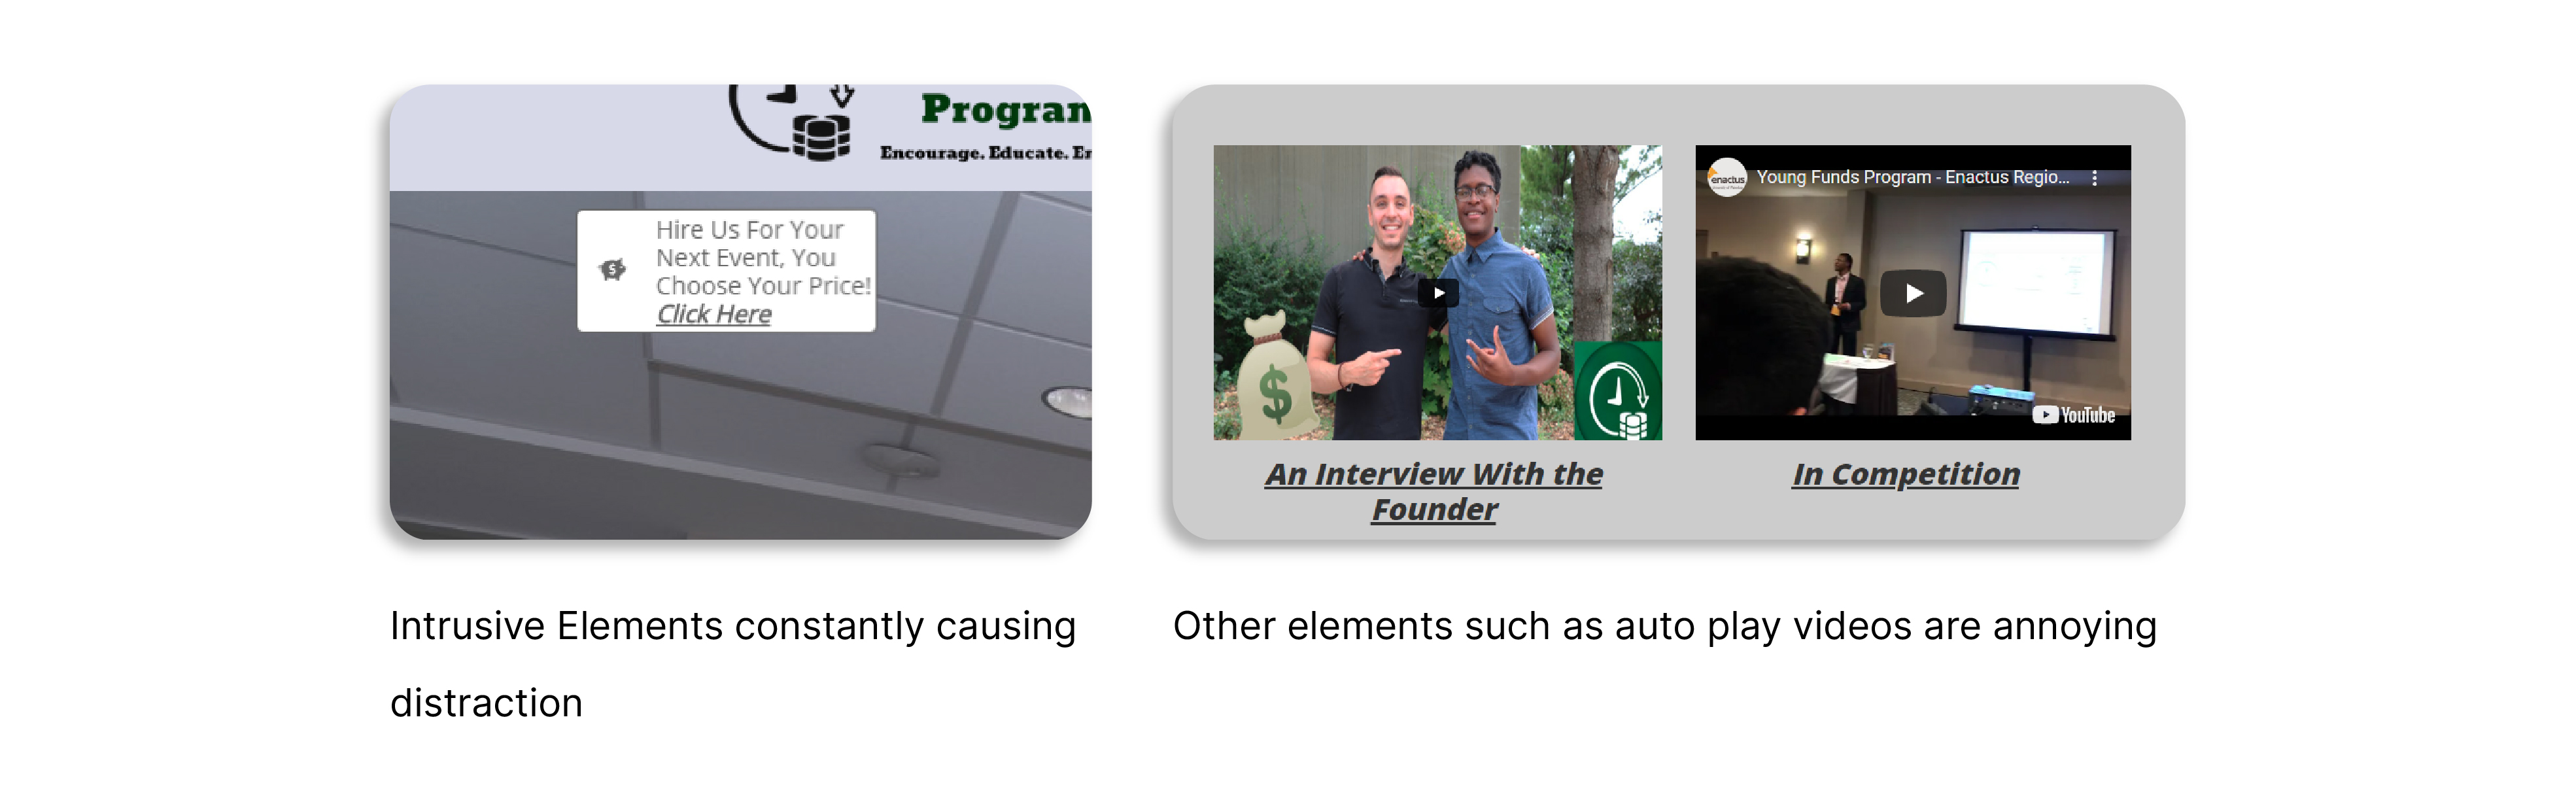 Encourage. Educate.
Hire Us For Your
Next Event, You
Choose Your Price!
Click Here
Intrusive Elements constantly causing
distraction
enactus
Young Funds Program - Enactus Regio...
YouTube
An Interview With the
Founder
In Competition
Other elements such as auto play videos are annoying